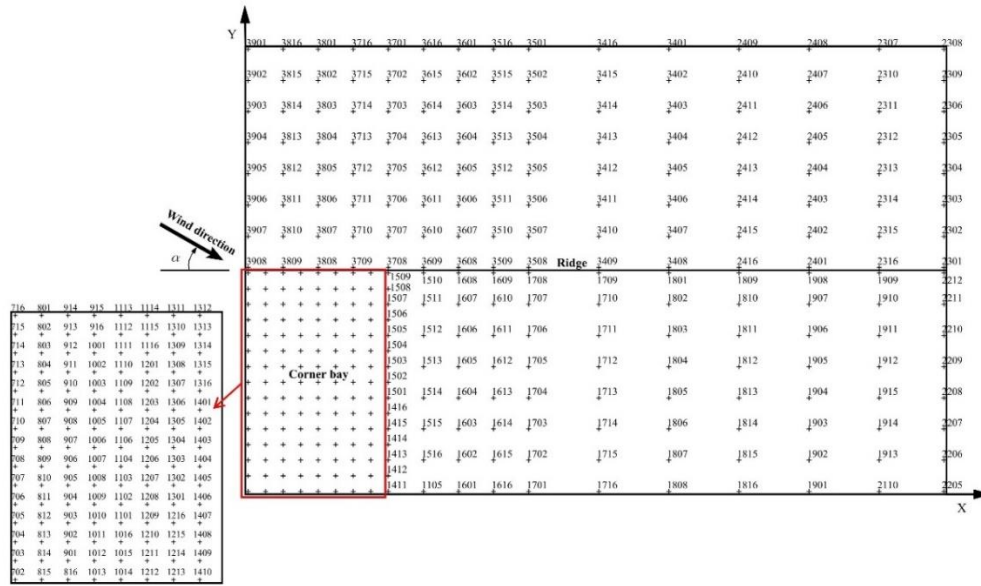 Y
3901 3816 3801 3716 3701 3616 3601 3516 3501 3416 3401 2409 2408 2307 2308
3902 3815 3802 3715 3702 3615 3602 3515 3502 3415 3402 2410 2407 2310 2309
3903 3814 3803 3714 3703 3614 3603 3514 3503 3414 3403 2411 2406 2311 2306
3904 3813 3804 3713 3704 3613 3604 3513 3504 3413 3404 2412 2405 2312 2305
3905 3812 3805 3712 3705 3612 3605 3512 3505 3412 3405 2413 2404 2313 2304
3906 3811 3806 3711 3706 3611 3606 3511 3506 3411 3406 2414 2403 2314 2303
3907 3810 3807 3710 3707 3610 3607 3510 3507 3410 3407 2415 2402 2315 2302
Wind direction
α
3908 3809 3808 3709 3708 3609 3608 3509 3508 Ridge 3409 3408 2416 2401 2316 2301
1509 1510 1608 1609 1708 1709 1801 1809 1908 1909 2212
1508
1507 1511 1607 1610 1707 1710 1802 1810 1907 1910 2211
1506
1505 1512 1606 1611 1706 1711 1803 1811 1906 1911 2210
1504
1503 1513 1605 1612 1705 1712 1804 1812 1905 1912 2209
Corner bay
1502
1501 1514 1604 1613 1704 1713 1805 1813 1904 1915 2208
1416
1415 1515 1603 1614 1703 1714 1806 1814 1903 1914 2207
1414
1413 1516 1602 1615 1702 1715 1807 1815 1902 1913 2206
1412
1411 1105 1601 1616 1701 1716 1808 1816 1901 2110 2205
X
716 801 914 915 1113 1114 1311 1312
715 802 913 916 1112 1115 1310 1313
714 803 912 1001 1111 1116 1309 1314
713 804 911 1002 1110 1201 1308 1315
712 805 910 1003 1109 1202 1307 1316
711 806 909 1004 1108 1203 1306 1401
710 807 908 1005 1107 1204 1305 1402
709 808 907 1006 1106 1205 1304 1403
708 809 906 1007 1104 1206 1303 1404
707 810 905 1008 1103 1207 1302 1405
706 811 904 1009 1102 1208 1301 1406
705 812 903 1010 1101 1209 1216 1407
704 813 902 1011 1016 1210 1215 1408
703 814 901 1012 1015 1211 1214 1409
702 815 816 1013 1014 1212 1213 1410